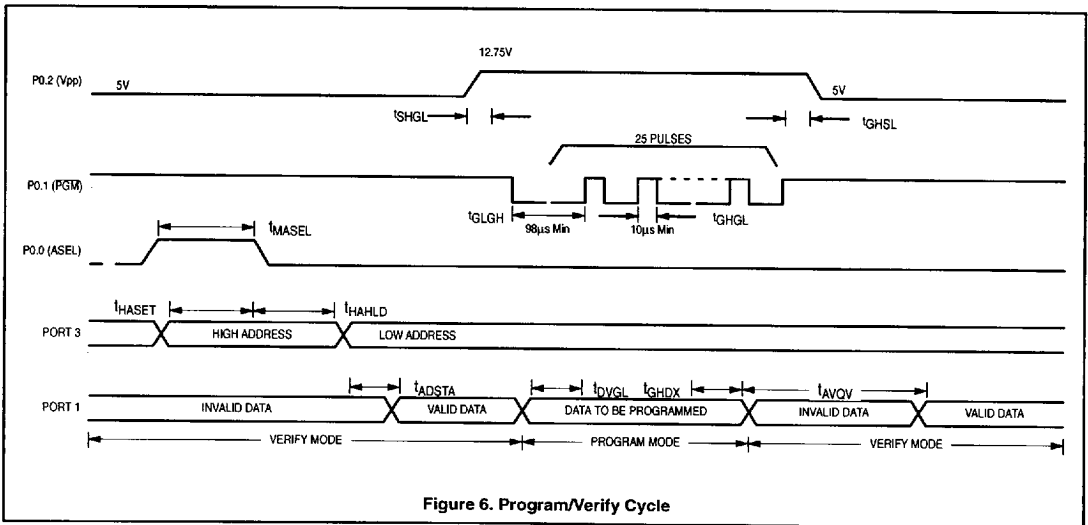 12.75V
P0.2 (Vpp)
5V
5V
tSHGL
tGHSL
25 PULSES
P0.1 (PGM)
tGLGH
98µs Min
10µs Min
tGHGL
tMASEL
P0.0 (ASEL)
tHASET
tHAHLD
PORT 3
HIGH ADDRESS
LOW ADDRESS
tADSTA
tDVGL
tGHDX
tAVQV
PORT 1
INVALID DATA
VALID DATA
DATA TO BE PROGRAMMED
INVALID DATA
VALID DATA
VERIFY MODE
PROGRAM MODE
VERIFY MODE
Figure 6. Program/Verify Cycle